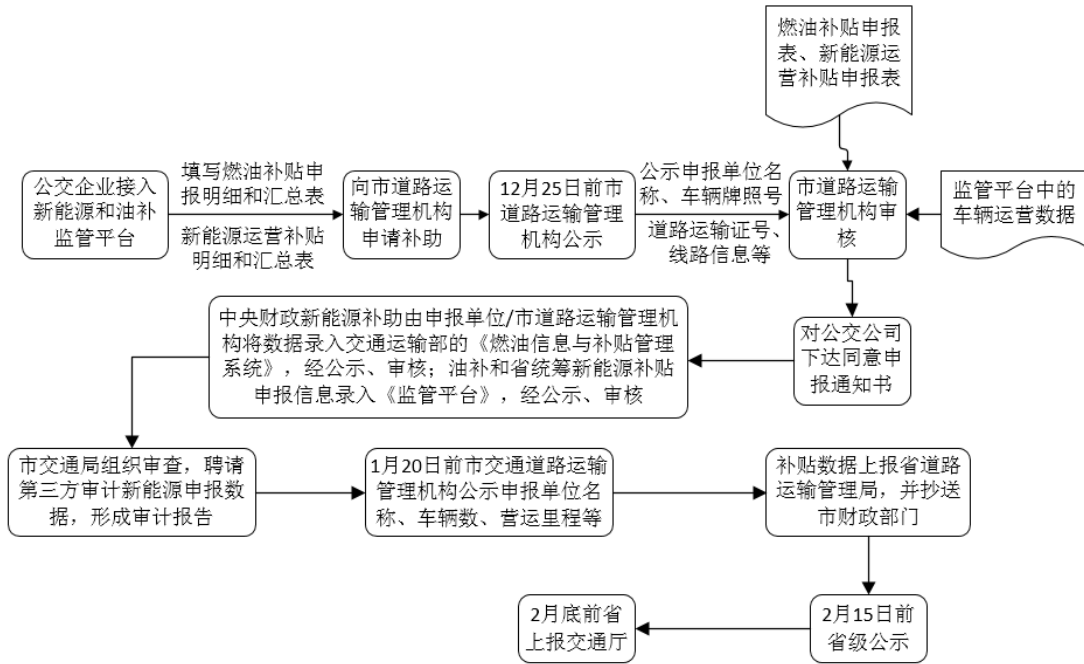 燃油补贴申报
表、新能源运
营补贴申报表
公交企业接入
新能源和油补
监管平台
填写燃油补贴申
报明细和汇总表
新能源运营补贴
明细和汇总表
向市道路运
输管理机构
申请补助
12月25日前市
道路运输管理
机构公示
公示申报单位名
称、车辆牌照号
道路运输证号、
线路信息等
市道路运输
管理机构审
核
监管平台中的
车辆运营数据
对公交公司
下达同意申
报通知书
中央财政新能源补助由申报单位/市道路运输管理机
构将数据录入交通运输部的《燃油信息与补贴管理
系统》，经公示、审核；油补和省统筹新能源补贴
申报信息录入《监管平台》，经公示、审核
市交通局组织审查，聘请
第三方审计新能源申报数
据，形成审计报告
1月20日前市交通道路运输
管理机构公示申报单位名
称、车辆数、营运里程等
补贴数据上报省道路
运输管理局，并抄送
市财政部门
2月15日前
省级公示
2月底前省
上报交通厅